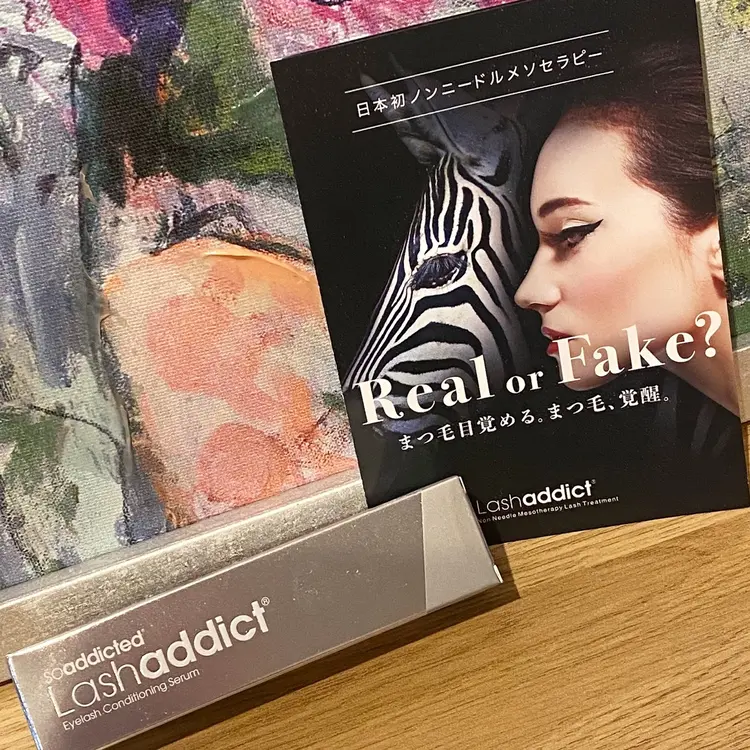 日本初ノンニードルメソセラピー
Real or Fake?
まつ毛目覚める。まつ毛、覚醒。
Lashaddict®
Non Needle Mesotherapy Lash Treatment
soaddicted®
Lashaddict®
Eyelash Conditioning Serum